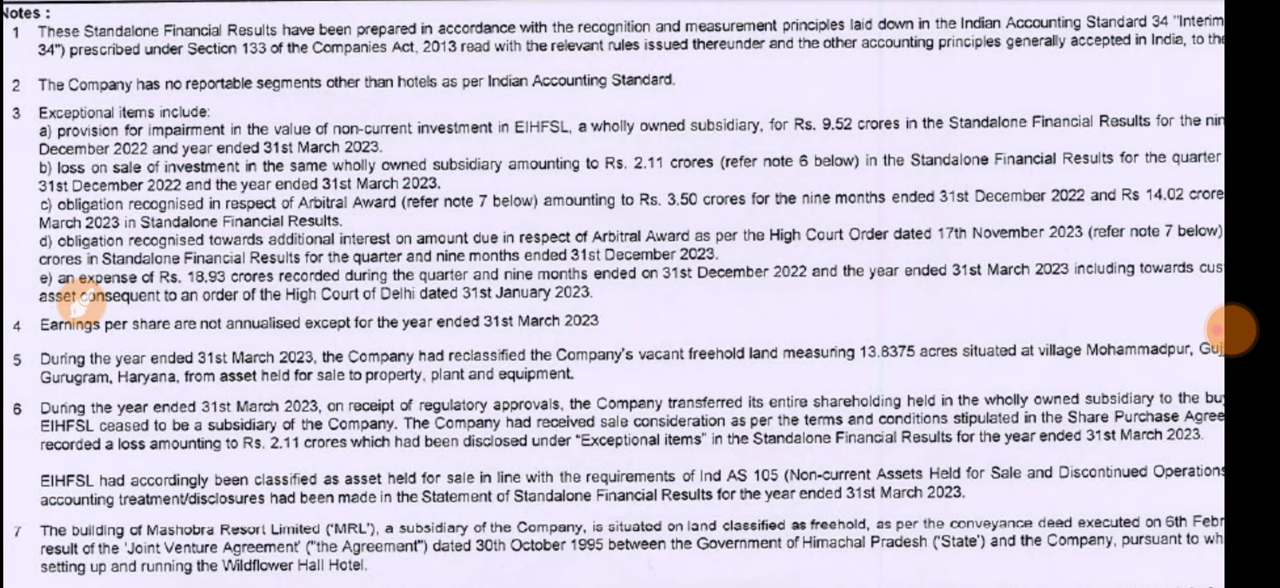 Notes :
1 These Standalone Financial Results have been prepared in accordance with the recognition and measurement principles laid down in the Indian Accounting Standard 34 "Interim
34") prescribed under Section 133 of the Companies Act, 2013 read with the relevant rules issued thereunder and the other accounting principles generally accepted in India, to the
2 The Company has no reportable segments other than hotels as per Indian Accounting Standard.
3 Exceptional items include:
a) provision for impairment in the value of non-current investment in EIHFSL, a wholly owned subsidiary, for Rs. 9.52 crores in the Standalone Financial Results for the nin
December 2022 and year ended 31st March 2023.
b) loss on sale of investment in the same wholly owned subsidiary amounting to Rs. 2.11 crores (refer note 6 below) in the Standalone Financial Results for the quarter
31st December 2022 and the year ended 31st March 2023.
c) obligation recognised in respect of Arbitral Award (refer note 7 below) amounting to Rs. 3.50 crores for the nine months ended 31st December 2022 and Rs 14.02 crore
March 2023 in Standalone Financial Results.
d) obligation recognised towards additional interest on amount due in respect of Arbitral Award as per the High Court Order dated 17th November 2023 (refer note 7 below)
crores in Standalone Financial Results for the quarter and nine months ended 31st December 2023.
e) an expense of Rs. 18.93 crores recorded during the quarter and nine months ended on 31st December 2022 and the year ended 31st March 2023 including towards cus
asset consequent to an order of the High Court of Delhi dated 31st January 2023.
4 Earnings per share are not annualised except for the year ended 31st March 2023
5 During the year ended 31st March 2023, the Company had reclassified the Company's vacant freehold land measuring 13.8375 acres situated at village Mohammadpur, Guj
Gurugram, Haryana, from asset held for sale to property, plant and equipment.
6 During the year ended 31st March 2023, on receipt of regulatory approvals, the Company transferred its entire shareholding held in the wholly owned subsidiary to the buy
EIHFSL ceased to be a subsidiary of the Company. The Company had received sale consideration as per the terms and conditions stipulated in the Share Purchase Agree
recorded a loss amounting to Rs. 2.11 crores which had been disclosed under "Exceptional items" in the Standalone Financial Results for the year ended 31st March 2023.
EIHFSL had accordingly been classified as asset held for sale in line with the requirements of Ind AS 105 (Non-current Assets Held for Sale and Discontinued Operations
accounting treatment/disclosures had been made in the Statement of Standalone Financial Results for the year ended 31st March 2023.
7 The building of Mashobra Resort Limited ('MRL'), a subsidiary of the Company, is situated on land classified as freehold, as per the conveyance deed executed on 6th Febr
result of the 'Joint Venture Agreement' ("the Agreement") dated 30th October 1995 between the Government of Himachal Pradesh ('State') and the Company, pursuant to wh
setting up and running the Wildflower Hall Hotel.